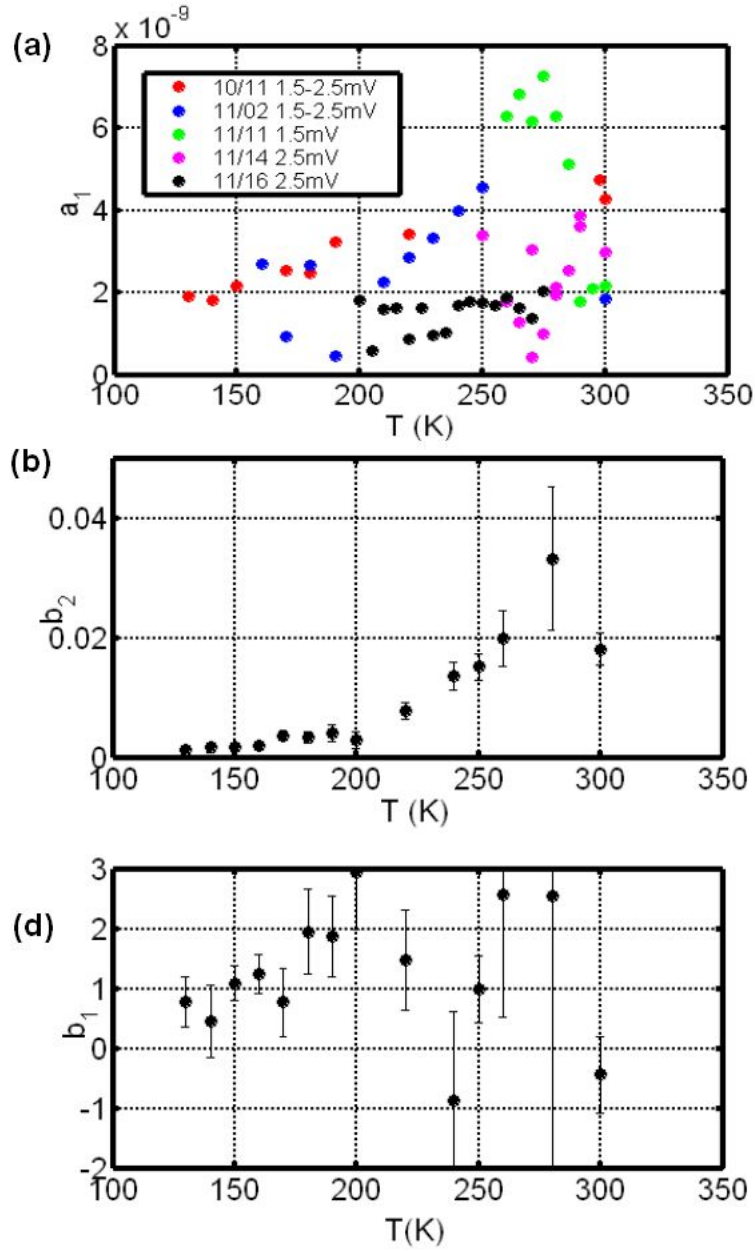 (a)
x 10⁻⁹
8
6
4
2
0
a₁
10/11 1.5-2.5mV
11/02 1.5-2.5mV
11/11 1.5mV
11/14 2.5mV
11/16 2.5mV
100 150 200 250 300 350
T (K)
(b)
0.04
0.02
0
b₂
100 150 200 250 300 350
T (K)
(d)
3
2
1
0
-1
-2
b₁
100 150 200 250 300 350
T(K)